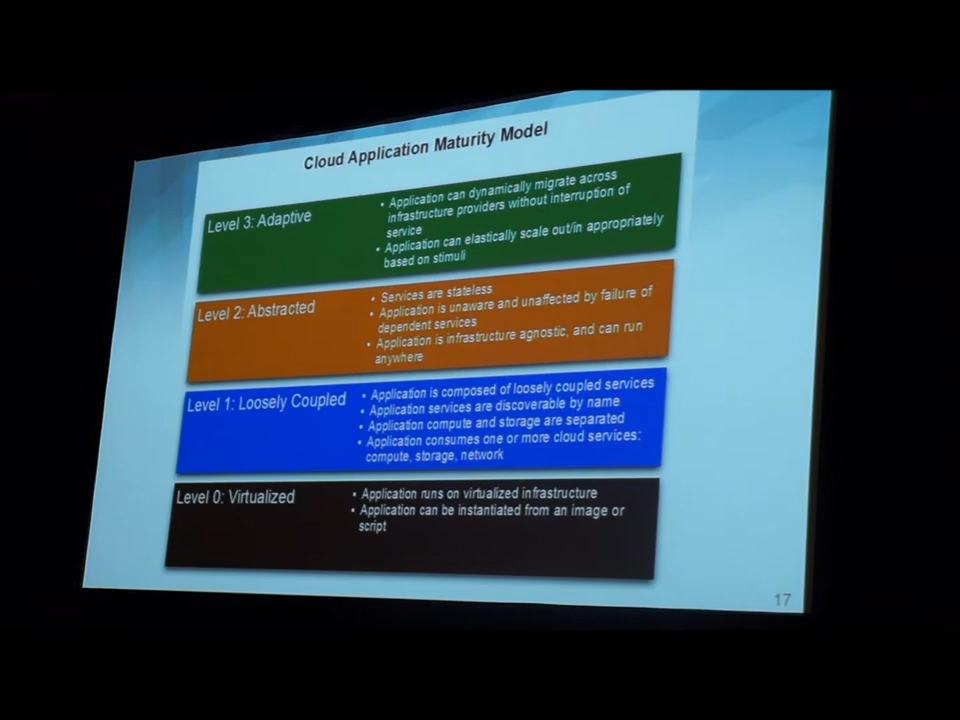 Cloud Application Maturity Model
Level 3: Adaptive
• Application can dynamically migrate across
infrastructure providers without interruption of
service
• Application can elastically scale out/in appropriately
based on stimuli
Level 2: Abstracted
• Services are stateless
• Application is unaware and unaffected by failure of
dependent services
• Application is infrastructure agnostic, and can run
anywhere
Level 1: Loosely Coupled
• Application is composed of loosely coupled services
• Application services are discoverable by name
• Application compute and storage are separated
• Application consumes one or more cloud services:
compute, storage, network
Level 0: Virtualized
• Application runs on virtualized infrastructure
• Application can be instantiated from an image or
script
17